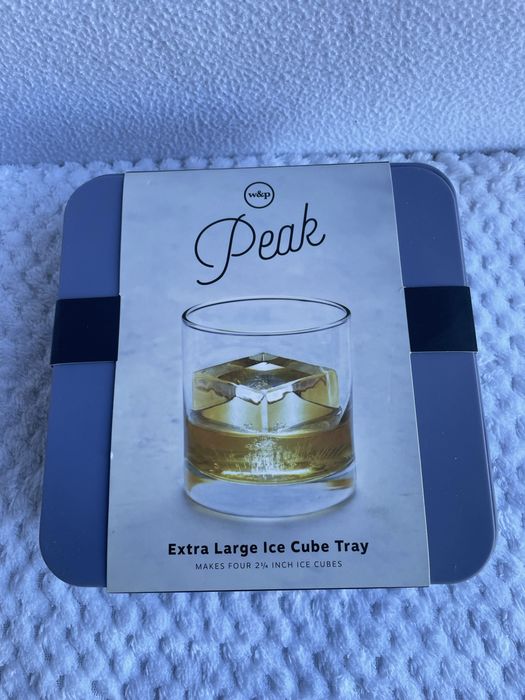 w&p
Peak
Extra Large Ice Cube Tray
MAKES FOUR 2¼ INCH ICE CUBES